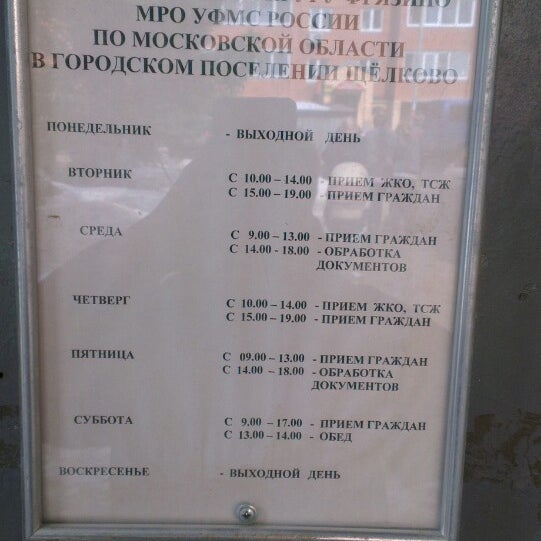 ФРЯЗИНО
МРО УФМС РОССИИ
ПО МОСКОВСКОЙ ОБЛАСТИ
В ГОРОДСКОМ ПОСЕЛЕНИИ ЩЁЛКОВО
ПОНЕДЕЛЬНИК - ВЫХОДНОЙ ДЕНЬ
ВТОРНИК С 10.00 – 14.00 - ПРИЕМ ЖКО, ТСЖ
С 15.00 – 19.00 - ПРИЕМ ГРАЖДАН
СРЕДА С 9.00 – 13.00 - ПРИЕМ ГРАЖДАН
С 14.00 - 18.00 - ОБРАБОТКА
ДОКУМЕНТОВ
ЧЕТВЕРГ С 10.00 – 14.00 - ПРИЕМ ЖКО, ТСЖ
С 15.00 – 19.00 - ПРИЕМ ГРАЖДАН
ПЯТНИЦА С 09.00 – 13.00 - ПРИЕМ ГРАЖДАН
С 14.00 – 18.00 - ОБРАБОТКА
ДОКУМЕНТОВ
СУББОТА С 9.00 – 17.00 - ПРИЕМ ГРАЖДАН
С 13.00 – 14.00 - ОБЕД
ВОСКРЕСЕНЬЕ - ВЫХОДНОЙ ДЕНЬ